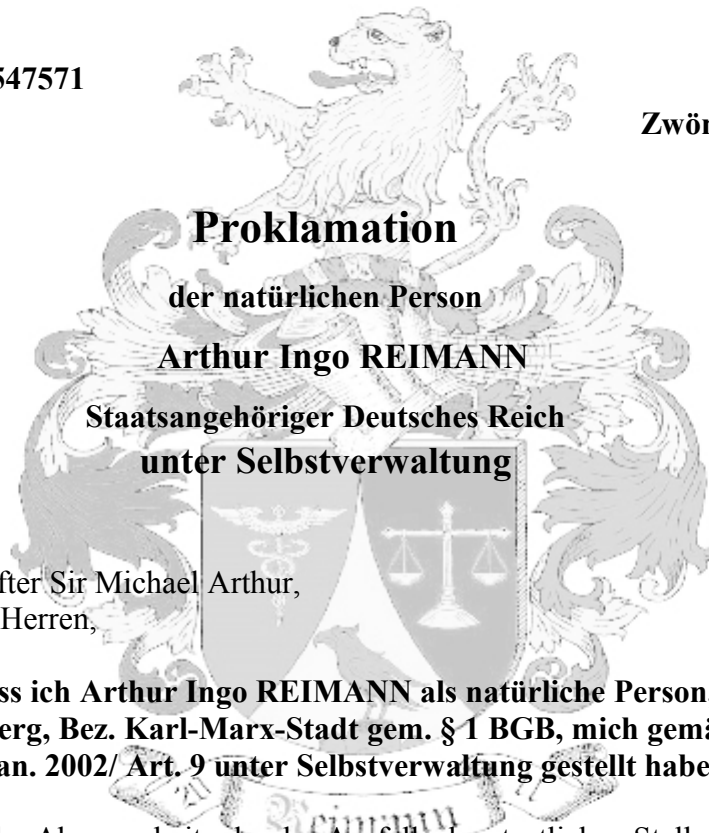 547571
Zwön
Proklamation
der natürlichen Person
Arthur Ingo REIMANN
Staatsangehöriger Deutsches Reich
unter Selbstverwaltung
fter Sir Michael Arthur,
Herren,
ss ich Arthur Ingo REIMANN als natürliche Person
erg, Bez. Karl-Marx-Stadt gem. § 1 BGB, mich gemä
an. 2002/ Art. 9 unter Selbstverwaltung gestellt habe
Reimann